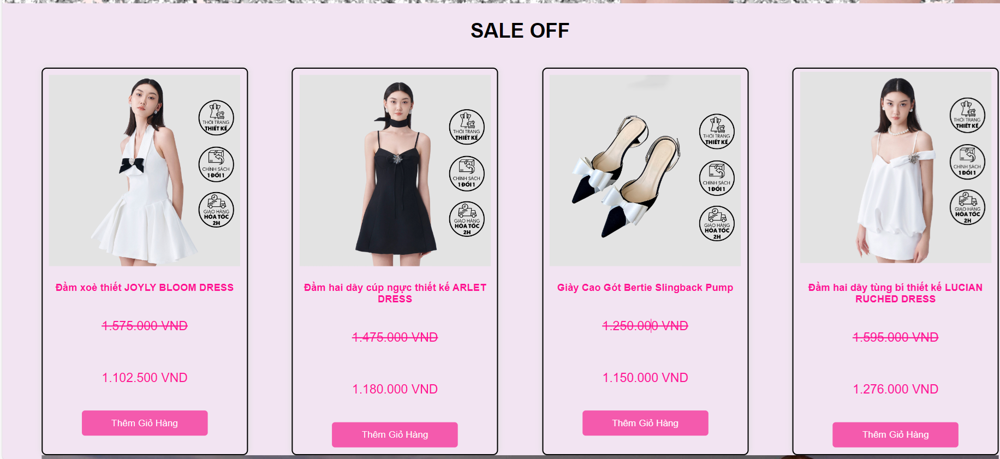 SALE OFF
THỜI TRANG
THIẾT KẾ
CHÍNH SÁCH
1 ĐỔI 1
GIAO HÀNG
HỎA TỐC
2H
Đầm xoè thiết JOYLY BLOOM DRESS
1.575.000 VND
1.102.500 VND
Thêm Giỏ Hàng
THỜI TRANG
THIẾT KẾ
CHÍNH SÁCH
1 ĐỔI 1
GIAO HÀNG
HỎA TỐC
2H
Đầm hai dây cúp ngực thiết kế ARLET
DRESS
1.475.000 VND
1.180.000 VND
Thêm Giỏ Hàng
THỜI TRANG
THIẾT KẾ
CHÍNH SÁCH
1 ĐỔI 1
GIAO HÀNG
HỎA TỐC
2H
Giày Cao Gót Bertie Slingback Pump
1.250.000 VND
1.150.000 VND
Thêm Giỏ Hàng
THỜI TRANG
THIẾT KẾ
CHÍNH SÁCH
1 ĐỔI 1
GIAO HÀNG
HỎA TỐC
2H
Đầm hai dây tùng bí thiết kế LUCIAN
RUCHED DRESS
1.595.000 VND
1.276.000 VND
Thêm Giỏ Hàng